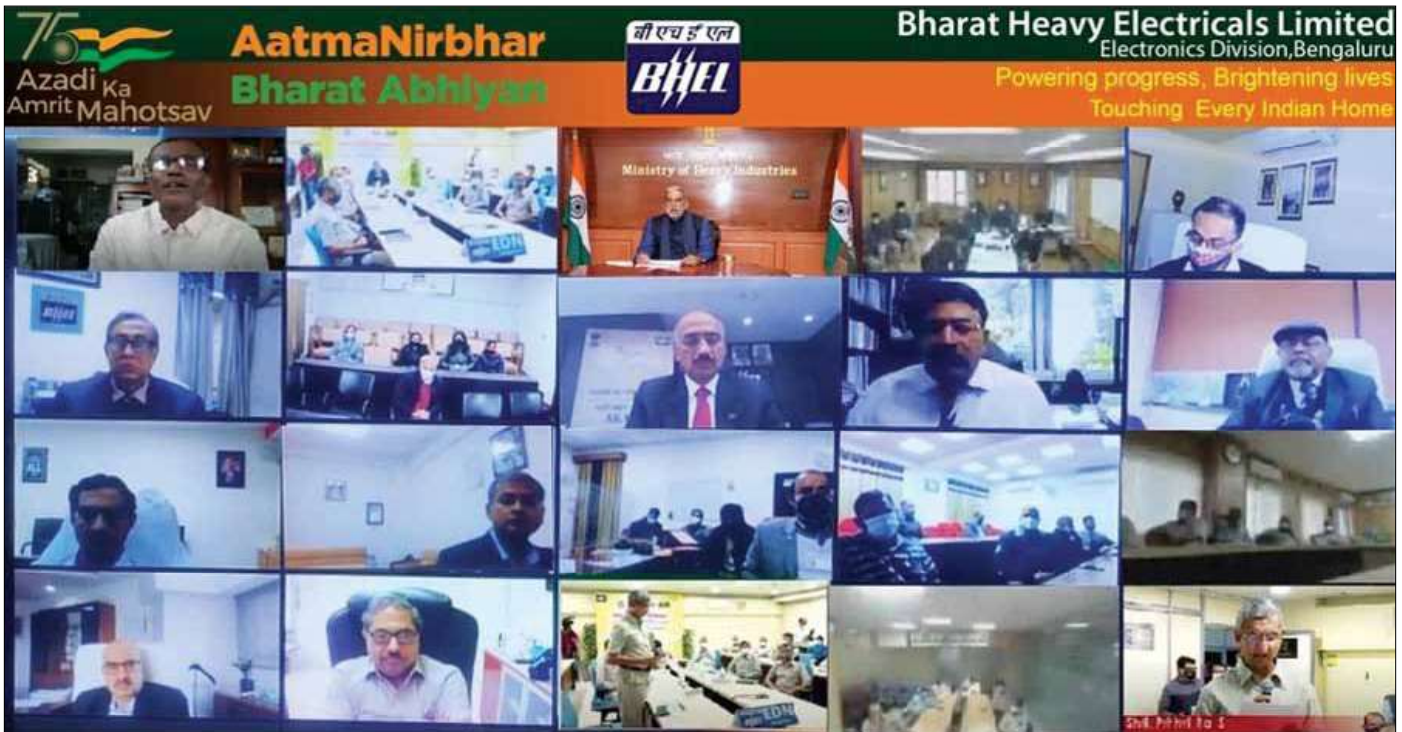 75
Azadi Ka
Amrit Mahotsav
AatmaNirbhar
Bharat Abhiyan
बी एच ई एल
BHEL
Bharat Heavy Electricals Limited
Electronics Division,Bengaluru
Powering progress, Brightening lives
Touching Every Indian Home
Ministry of Heavy Industries
EDN
BHEL
EDN